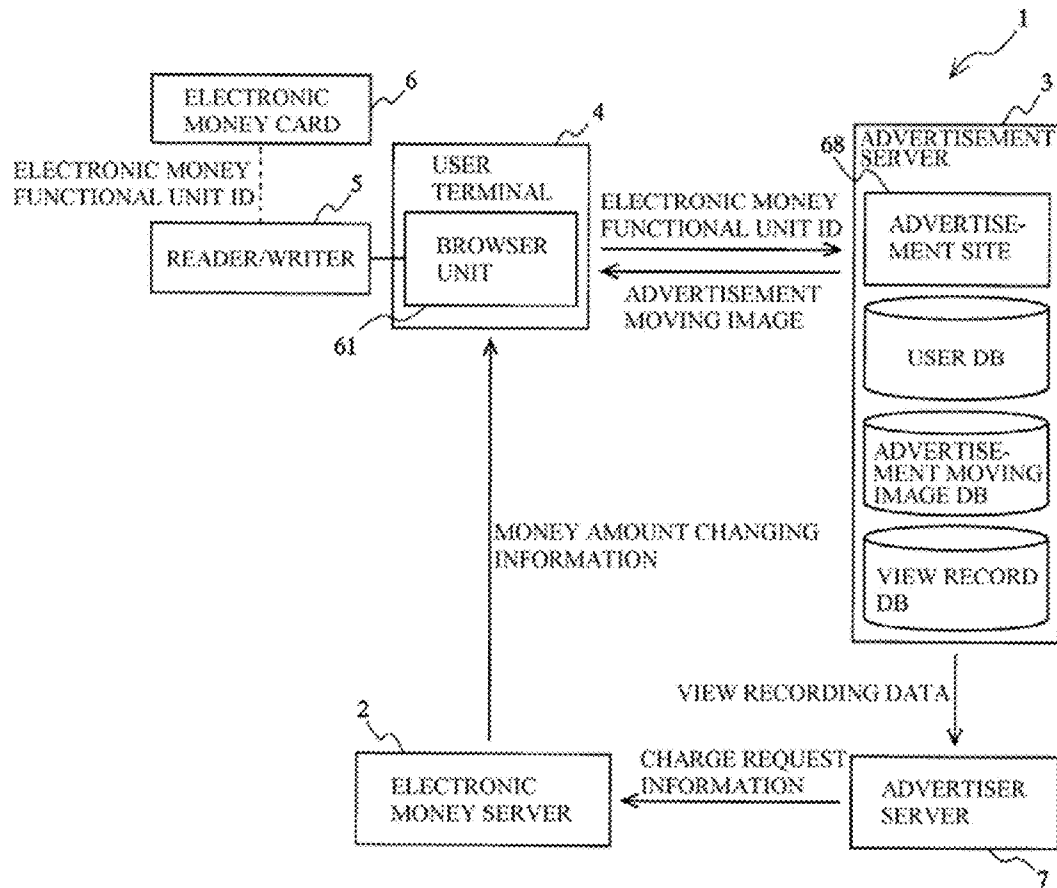 1
6
ELECTRONIC
MONEY CARD
ELECTRONIC MONEY
FUNCTIONAL UNIT ID
5
READER/WRITER
4
USER
TERMINAL
BROWSER
UNIT
61
ELECTRONIC MONEY
FUNCTIONAL UNIT ID
ADVERTISEMENT
MOVING IMAGE
3
ADVERTISEMENT
SERVER
68
ADVERTISE-
MENT SITE
USER DB
ADVERTISE-
MENT MOVING
IMAGE DB
VIEW RECORD
DB
MONEY AMOUNT CHANGING
INFORMATION
VIEW RECORDING DATA
2
ELECTRONIC
MONEY SERVER
CHARGE REQUEST
INFORMATION
ADVERTISER
SERVER
7